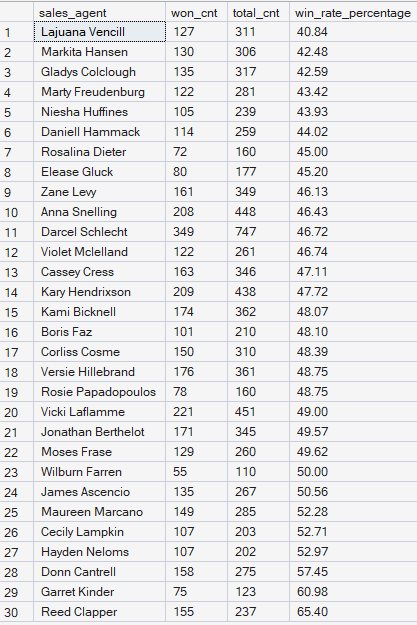 sales_agent won_cnt total_cnt win_rate_percentage
1 Lajuana Vencill 127 311 40.84
2 Markita Hansen 130 306 42.48
3 Gladys Colclough 135 317 42.59
4 Marty Freudenburg 122 281 43.42
5 Niesha Huffines 105 239 43.93
6 Daniell Hammack 114 259 44.02
7 Rosalina Dieter 72 160 45.00
8 Elease Gluck 80 177 45.20
9 Zane Levy 161 349 46.13
10 Anna Snelling 208 448 46.43
11 Darcel Schlecht 349 747 46.72
12 Violet Mclelland 122 261 46.74
13 Cassey Cress 163 346 47.11
14 Kary Hendrixson 209 438 47.72
15 Kami Bicknell 174 362 48.07
16 Boris Faz 101 210 48.10
17 Corliss Cosme 150 310 48.39
18 Versie Hillebrand 176 361 48.75
19 Rosie Papadopoulos 78 160 48.75
20 Vicki Laflamme 221 451 49.00
21 Jonathan Berthelot 171 345 49.57
22 Moses Frase 129 260 49.62
23 Wilburn Farren 55 110 50.00
24 James Ascencio 135 267 50.56
25 Maureen Marcano 149 285 52.28
26 Cecily Lampkin 107 203 52.71
27 Hayden Neloms 107 202 52.97
28 Donn Cantrell 158 275 57.45
29 Garret Kinder 75 123 60.98
30 Reed Clapper 155 237 65.40